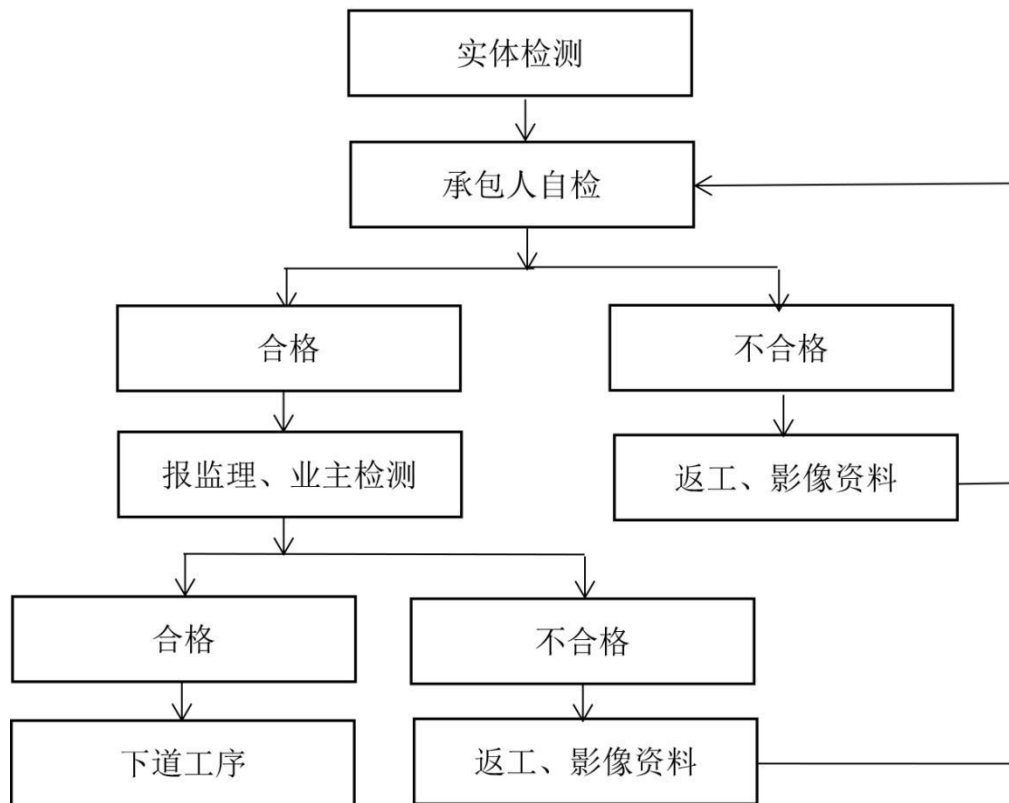 实体检测
承包人自检
合格
不合格
报监理、业主检测
返工、影像资料
合格
不合格
下道工序
返工、影像资料